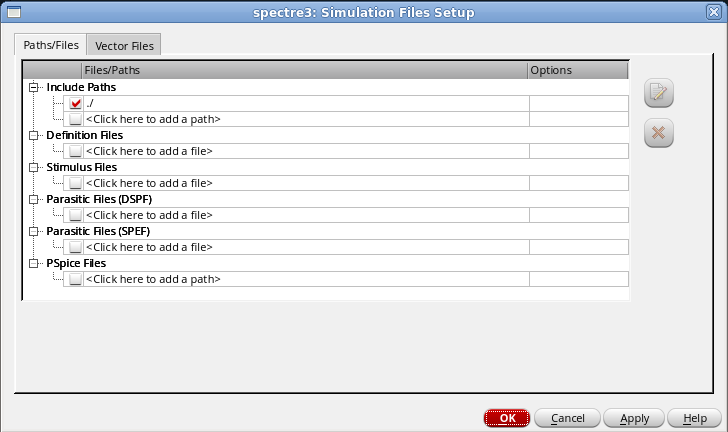 spectre3: Simulation Files Setup
Paths/Files
Vector Files
Files/Paths
Options
Include Paths
./
<Click here to add a path>
Definition Files
<Click here to add a file>
Stimulus Files
<Click here to add a file>
Parasitic Files (DSPF)
<Click here to add a file>
Parasitic Files (SPEF)
<Click here to add a file>
PSpice Files
<Click here to add a path>
OK
Cancel
Apply
Help